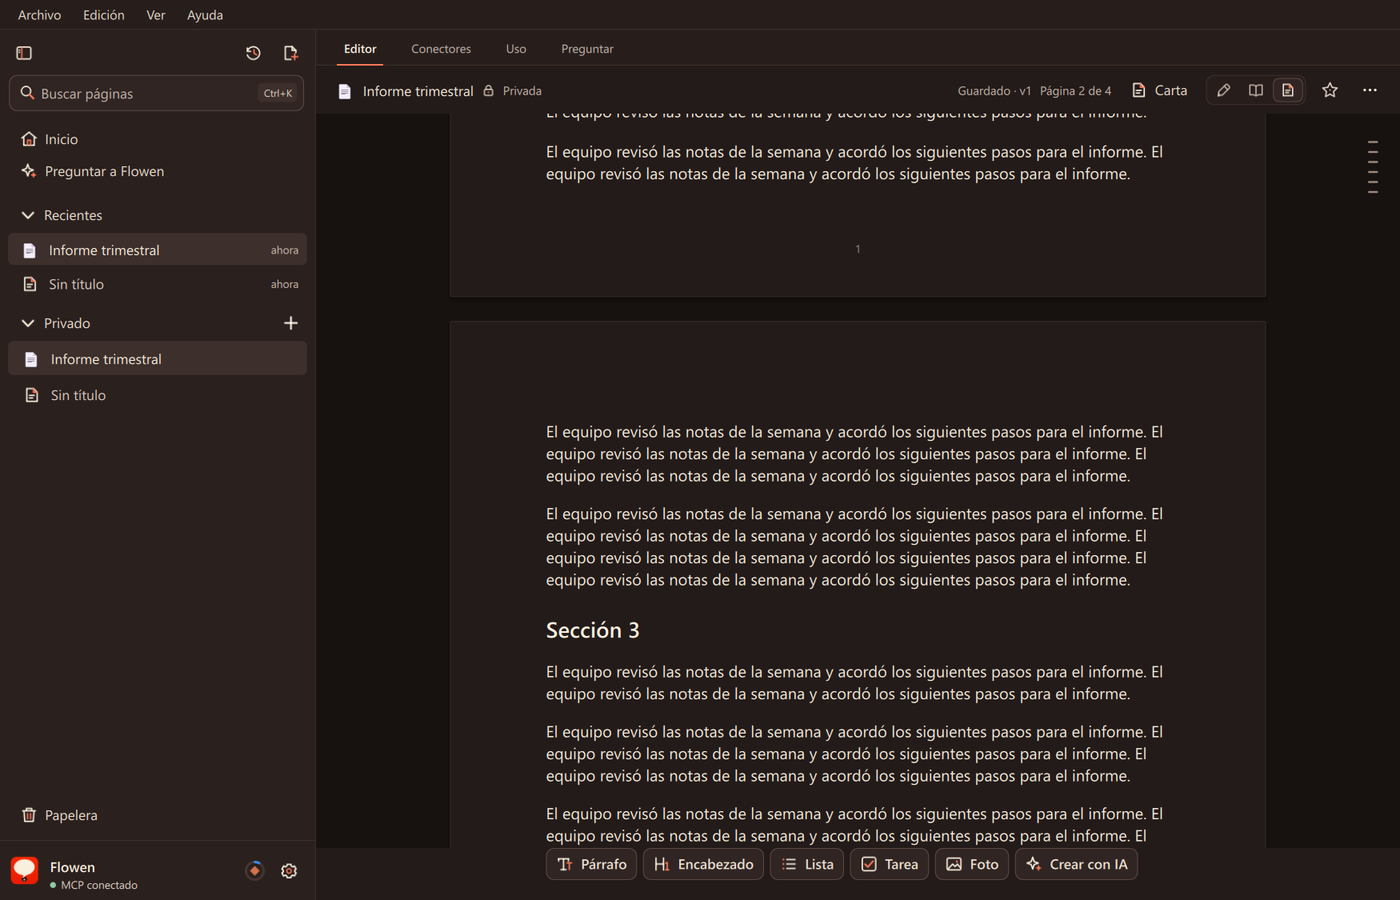 Archivo Edición Ver Ayuda
Buscar páginas Ctrl+K
Inicio
Preguntar a Flowen
Recientes
Informe trimestral ahora
Sin título ahora
Privado
Informe trimestral
Sin título
Papelera
Flowen
MCP conectado
Editor Conectores Uso Preguntar
Informe trimestral Privada Guardado · v1 Página 2 de 4 Carta
El equipo revisó las notas de la semana y acordó los siguientes pasos para el informe. El
equipo revisó las notas de la semana y acordó los siguientes pasos para el informe.
1
El equipo revisó las notas de la semana y acordó los siguientes pasos para el informe. El
equipo revisó las notas de la semana y acordó los siguientes pasos para el informe. El
equipo revisó las notas de la semana y acordó los siguientes pasos para el informe.
El equipo revisó las notas de la semana y acordó los siguientes pasos para el informe. El
equipo revisó las notas de la semana y acordó los siguientes pasos para el informe. El
equipo revisó las notas de la semana y acordó los siguientes pasos para el informe. El
equipo revisó las notas de la semana y acordó los siguientes pasos para el informe.
Sección 3
El equipo revisó las notas de la semana y acordó los siguientes pasos para el informe. El
equipo revisó las notas de la semana y acordó los siguientes pasos para el informe.
El equipo revisó las notas de la semana y acordó los siguientes pasos para el informe. El
equipo revisó las notas de la semana y acordó los siguientes pasos para el informe. El
equipo revisó las notas de la semana y acordó los siguientes pasos para el informe.
El equipo revisó las notas de la semana y acordó los siguientes pasos para el informe. El
equipo revisó las notas de la semana y acordó los siguientes pasos para el informe. El
Párrafo Encabezado Lista Tarea Foto Crear con IA